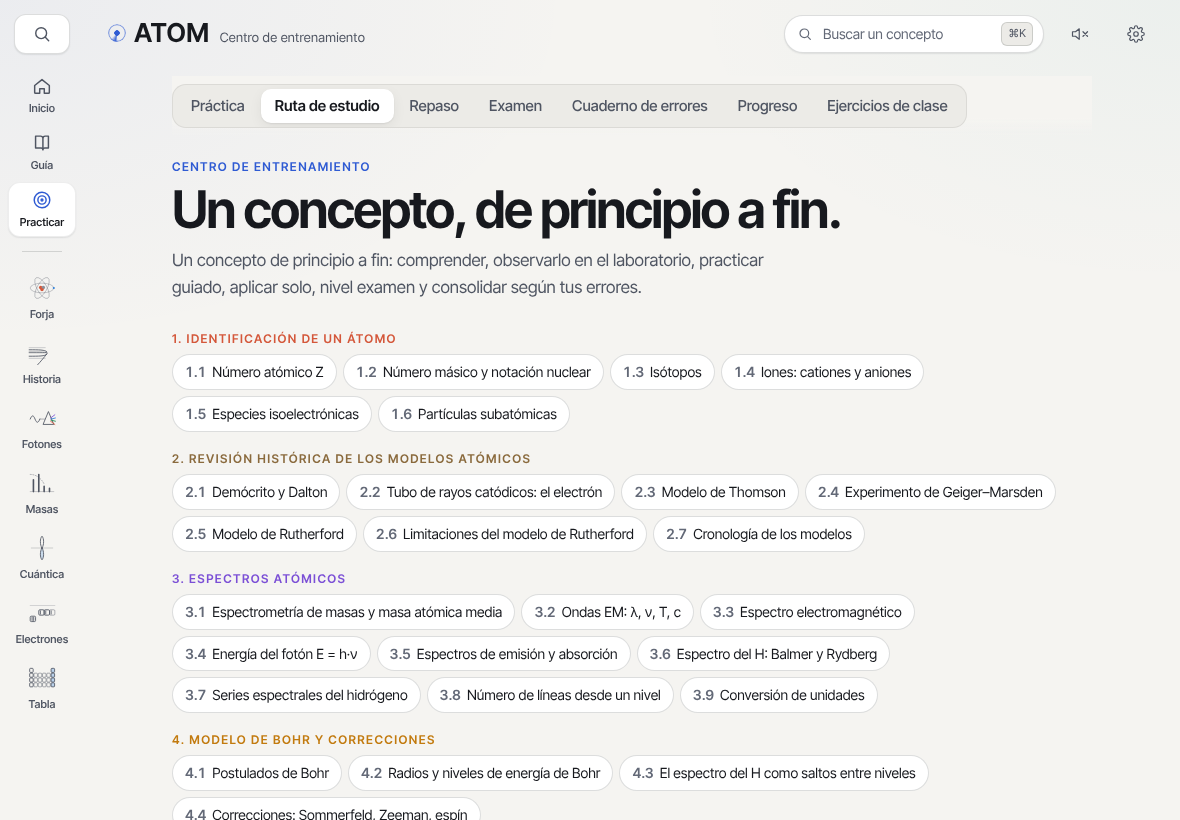 ATOM Centro de entrenamiento
Buscar un concepto ⌘K
Inicio
Guía
Practicar
Forja
Historia
Fotones
Masas
Cuántica
Electrones
Tabla
Práctica Ruta de estudio Repaso Examen Cuaderno de errores Progreso Ejercicios de clase
CENTRO DE ENTRENAMIENTO
Un concepto, de principio a fin.
Un concepto de principio a fin: comprender, observarlo en el laboratorio, practicar
guiado, aplicar solo, nivel examen y consolidar según tus errores.
1. IDENTIFICACIÓN DE UN ÁTOMO
1.1 Número atómico Z 1.2 Número másico y notación nuclear 1.3 Isótopos 1.4 Iones: cationes y aniones
1.5 Especies isoelectrónicas 1.6 Partículas subatómicas
2. REVISIÓN HISTÓRICA DE LOS MODELOS ATÓMICOS
2.1 Demócrito y Dalton 2.2 Tubo de rayos catódicos: el electrón 2.3 Modelo de Thomson 2.4 Experimento de Geiger–Marsden
2.5 Modelo de Rutherford 2.6 Limitaciones del modelo de Rutherford 2.7 Cronología de los modelos
3. ESPECTROS ATÓMICOS
3.1 Espectrometría de masas y masa atómica media 3.2 Ondas EM: λ, ν, T, c 3.3 Espectro electromagnético
3.4 Energía del fotón E = h·ν 3.5 Espectros de emisión y absorción 3.6 Espectro del H: Balmer y Rydberg
3.7 Series espectrales del hidrógeno 3.8 Número de líneas desde un nivel 3.9 Conversión de unidades
4. MODELO DE BOHR Y CORRECCIONES
4.1 Postulados de Bohr 4.2 Radios y niveles de energía de Bohr 4.3 El espectro del H como saltos entre niveles
4.4 Correcciones: Sommerfeld, Zeeman, espín